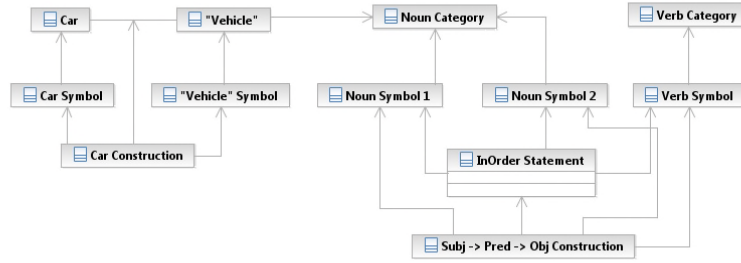 Car
"Vehicle"
Noun Category
Verb Category
Car Symbol
"Vehicle" Symbol
Noun Symbol 1
Noun Symbol 2
Verb Symbol
Car Construction
InOrder Statement
Subj -> Pred -> Obj Construction